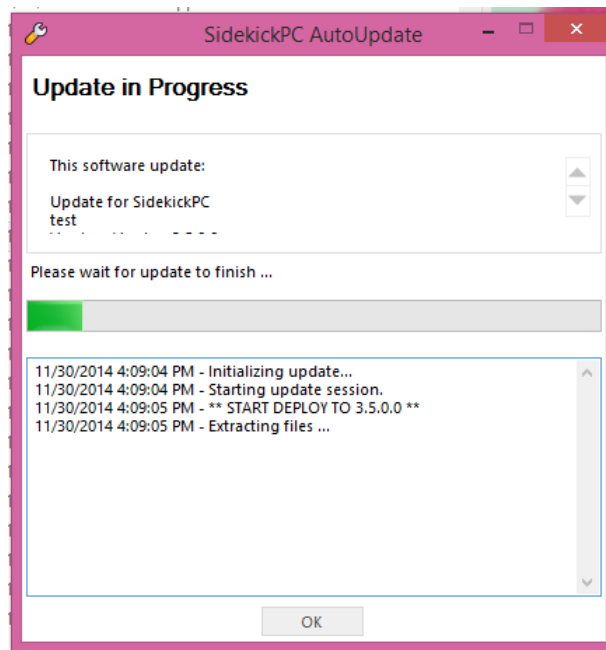 SidekickPC AutoUpdate
Update in Progress
This software update:
Update for SidekickPC
test
Please wait for update to finish ...
11/30/2014 4:09:04 PM - Initializing update...
11/30/2014 4:09:04 PM - Starting update session.
11/30/2014 4:09:05 PM - ** START DEPLOY TO 3.5.0.0 **
11/30/2014 4:09:05 PM - Extracting files ...
OK